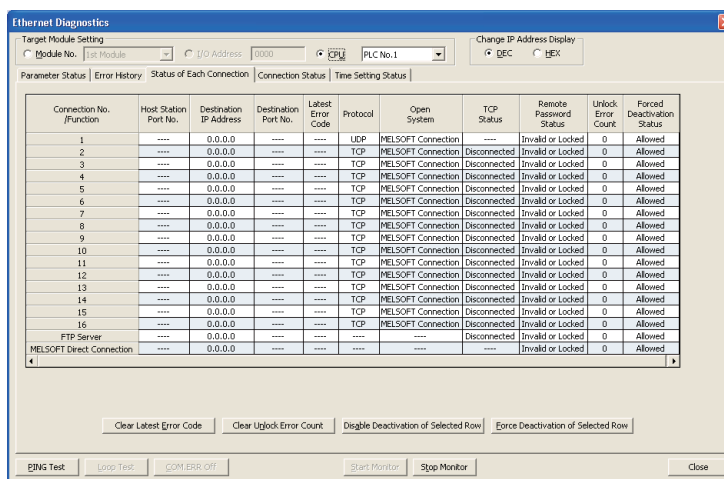 Ethernet Diagnostics
Target Module Setting
Change IP Address Display
Module No. 1st Module I/O Address 0000 CPU PLC No.1 DEC HEX
Parameter Status Error History Status of Each Connection Connection Status Time Setting Status
Connection No. /Function Host Station Port No. Destination IP Address Destination Port No. Latest Error Code Protocol Open System TCP Status Remote Password Status Unlock Error Count Forced Deactivation Status
1 ---- 0.0.0.0 ---- ---- UDP MELSOFT Connection ---- Invalid or Locked 0 Allowed
2 ---- 0.0.0.0 ---- ---- TCP MELSOFT Connection Disconnected Invalid or Locked 0 Allowed
3 ---- 0.0.0.0 ---- ---- TCP MELSOFT Connection Disconnected Invalid or Locked 0 Allowed
4 ---- 0.0.0.0 ---- ---- TCP MELSOFT Connection Disconnected Invalid or Locked 0 Allowed
5 ---- 0.0.0.0 ---- ---- TCP MELSOFT Connection Disconnected Invalid or Locked 0 Allowed
6 ---- 0.0.0.0 ---- ---- TCP MELSOFT Connection Disconnected Invalid or Locked 0 Allowed
7 ---- 0.0.0.0 ---- ---- TCP MELSOFT Connection Disconnected Invalid or Locked 0 Allowed
8 ---- 0.0.0.0 ---- ---- TCP MELSOFT Connection Disconnected Invalid or Locked 0 Allowed
9 ---- 0.0.0.0 ---- ---- TCP MELSOFT Connection Disconnected Invalid or Locked 0 Allowed
10 ---- 0.0.0.0 ---- ---- TCP MELSOFT Connection Disconnected Invalid or Locked 0 Allowed
11 ---- 0.0.0.0 ---- ---- TCP MELSOFT Connection Disconnected Invalid or Locked 0 Allowed
12 ---- 0.0.0.0 ---- ---- TCP MELSOFT Connection Disconnected Invalid or Locked 0 Allowed
13 ---- 0.0.0.0 ---- ---- TCP MELSOFT Connection Disconnected Invalid or Locked 0 Allowed
14 ---- 0.0.0.0 ---- ---- TCP MELSOFT Connection Disconnected Invalid or Locked 0 Allowed
15 ---- 0.0.0.0 ---- ---- TCP MELSOFT Connection Disconnected Invalid or Locked 0 Allowed
16 ---- 0.0.0.0 ---- ---- TCP MELSOFT Connection Disconnected Invalid or Locked 0 Allowed
FTP Server ---- 0.0.0.0 ---- ---- ---- ---- Disconnected Invalid or Locked 0 Allowed
MELSOFT Direct Connection ---- 0.0.0.0 ---- ---- ---- ---- ---- Invalid or Locked 0 Allowed
Clear Latest Error Code Clear Unlock Error Count Disable Deactivation of Selected Row Force Deactivation of Selected Row
PING Test Loop Test COM.ERR Off Start Monitor Stop Monitor Close